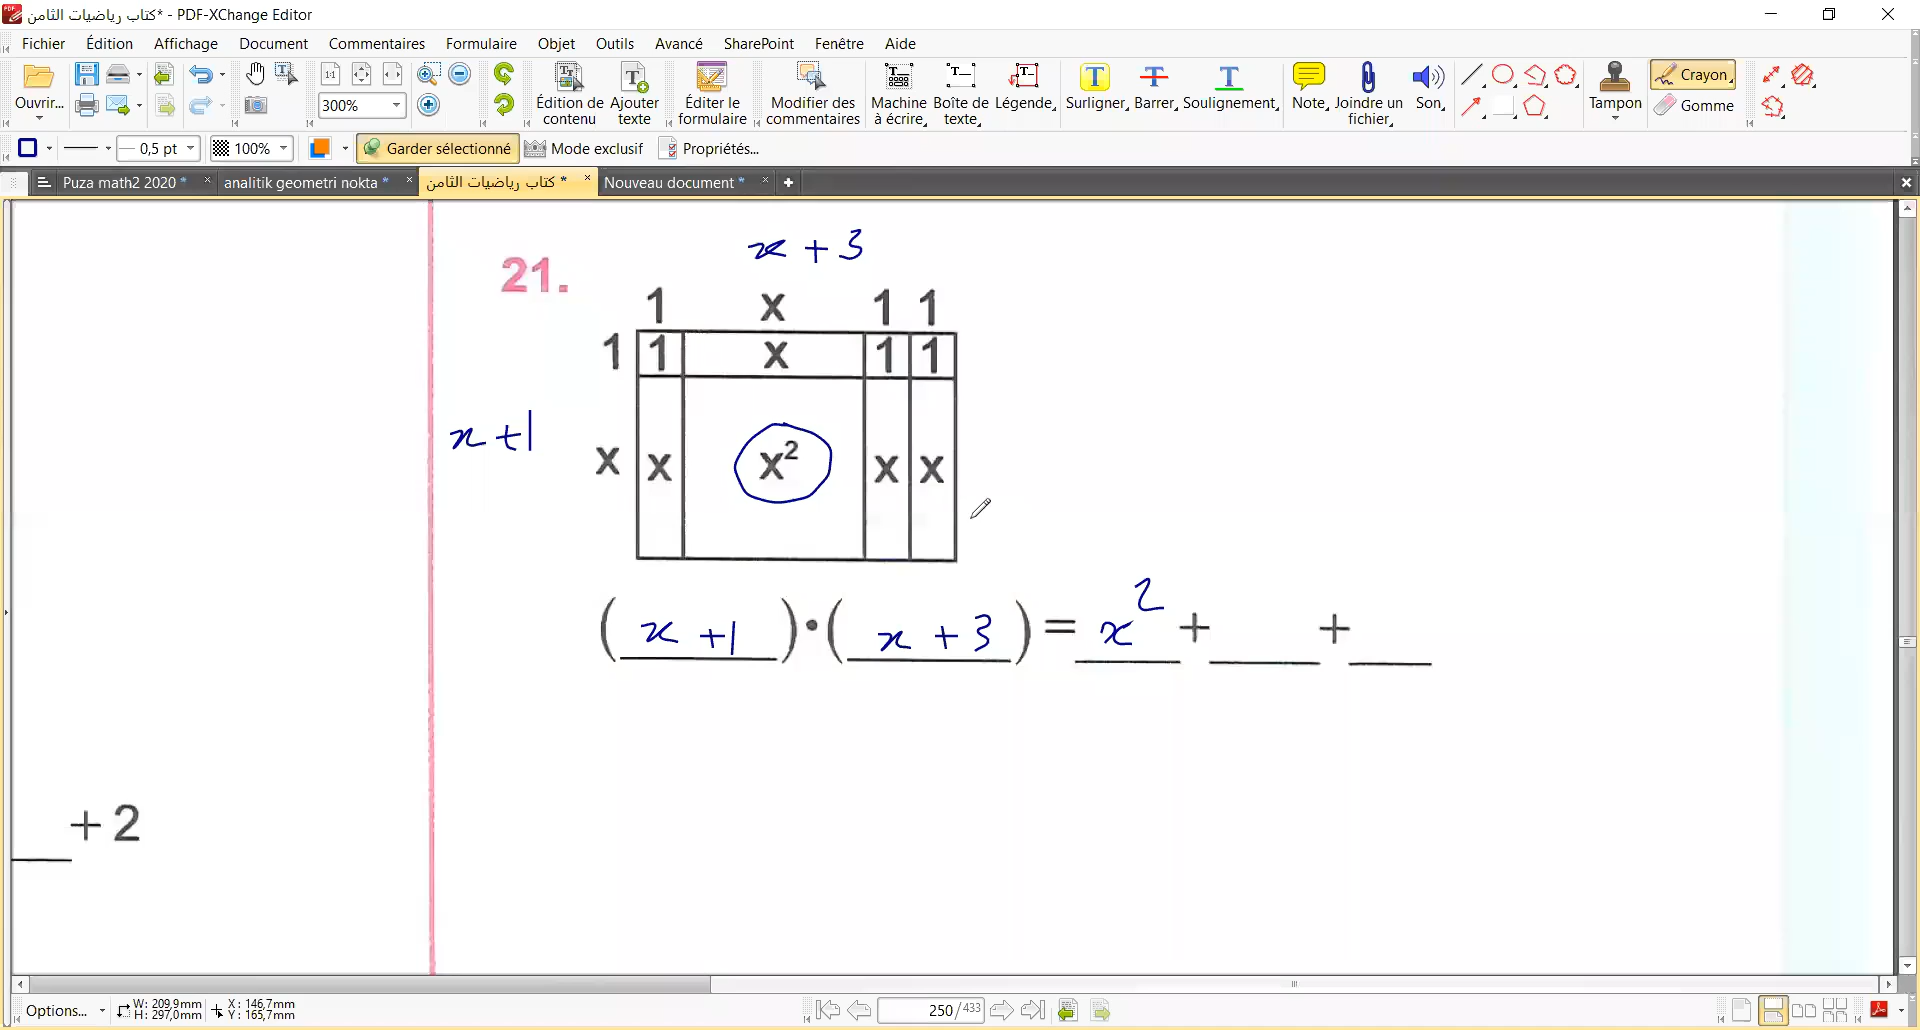 كتاب رياضيات الثامن* - PDF-XChange Editor
Fichier Édition Affichage Document Commentaires Formulaire Objet Outils Avancé SharePoint Fenêtre Aide
Ouvrir... 1:1 300% Édition de contenu Ajouter texte Éditer le formulaire Modifier des commentaires Machine à écrire Boîte de texte Légende Surligner Barrer Soulignement Note Joindre un fichier Son Tampon Crayon Gomme
0,5 pt 100% Garder sélectionné Mode exclusif Propriétés...
Puza math2 2020 * analitik geometri nokta * كتاب رياضيات الثامن * Nouveau document *
x + 3
21.
1 x 1 1
1 1 x 1 1
x + 1
x x x² x x
(x + 1) • (x + 3) = x² + ___ + ___
___ + 2
Options... W: 209,9mm H: 297,0mm X: 146,7mm Y: 165,7mm 250 / 433